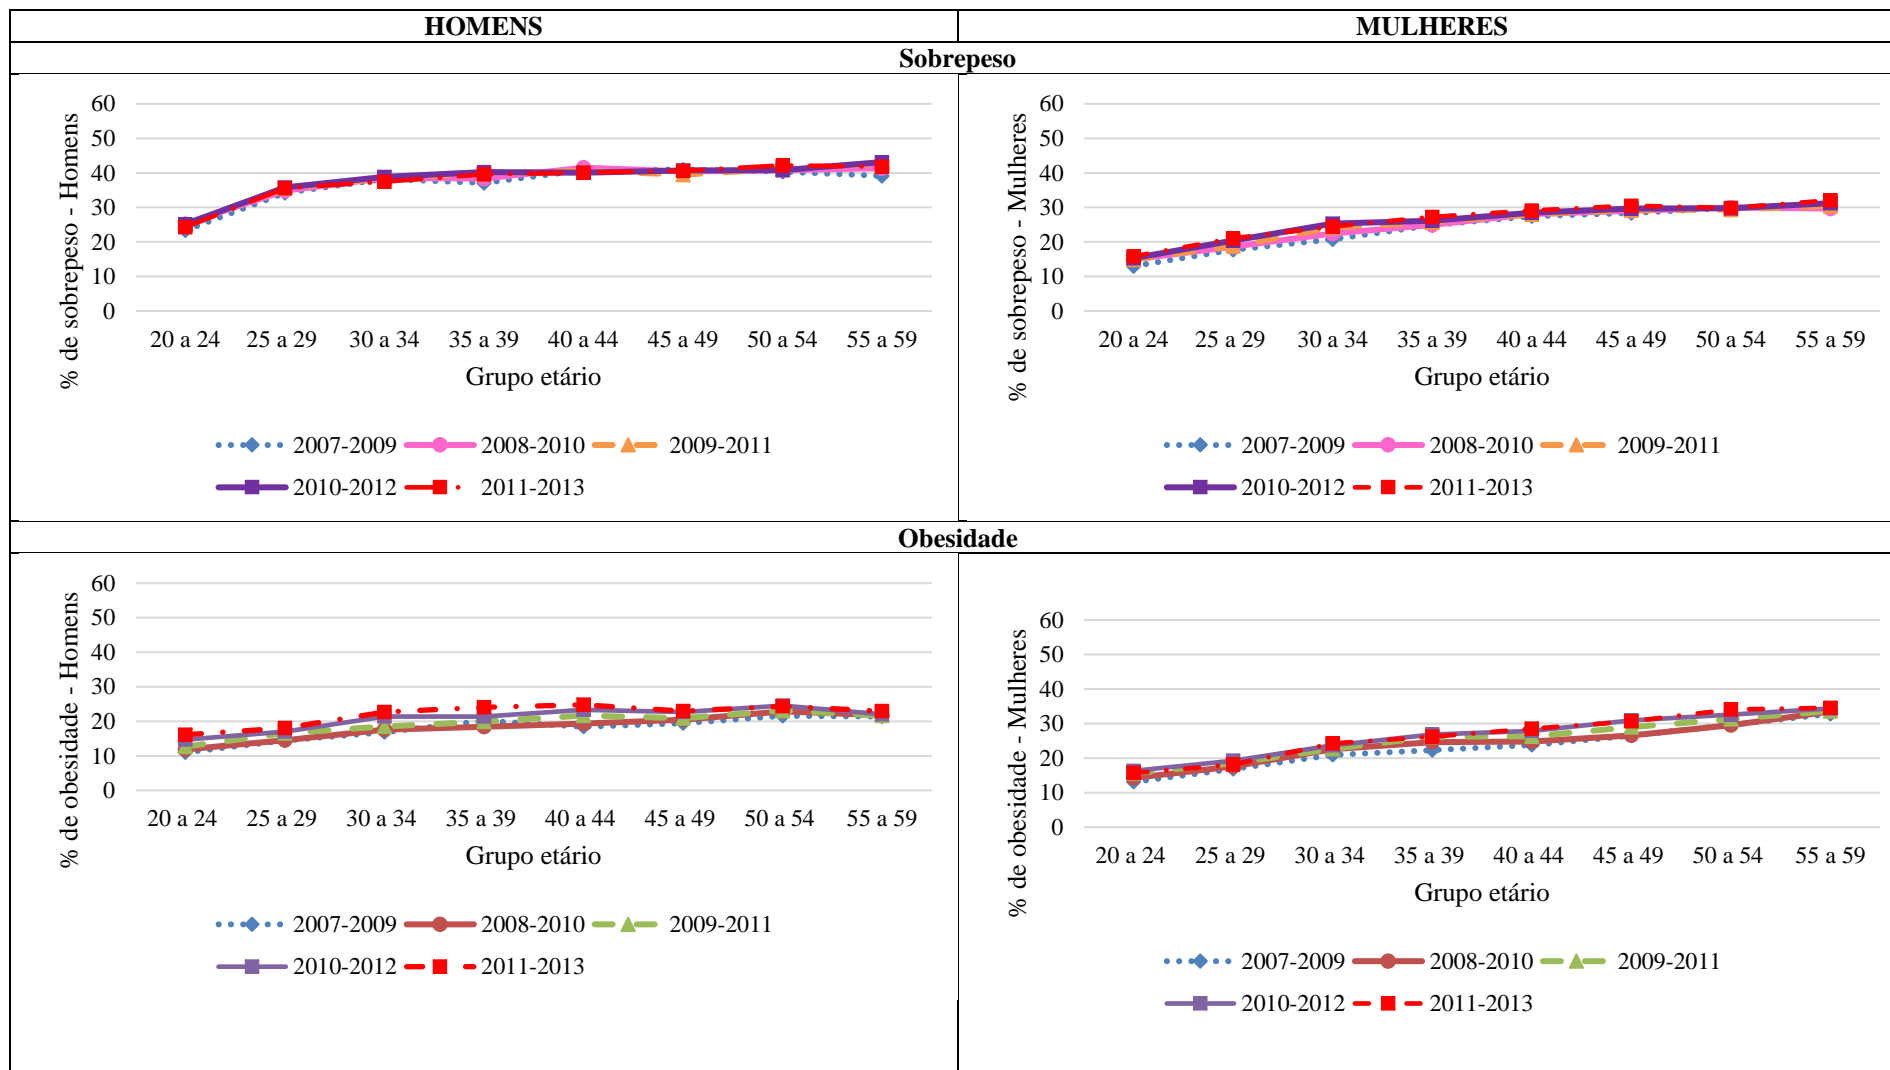 HOMENS
MULHERES
Sobrepeso
% de sobrepeso - Homens
60
50
40
30
20
10
0
20 a 24 25 a 29 30 a 34 35 a 39 40 a 44 45 a 49 50 a 54 55 a 59
Grupo etário
2007-2009 2008-2010 2009-2011
2010-2012 2011-2013
% de sobrepeso - Mulheres
60
50
40
30
20
10
0
20 a 24 25 a 29 30 a 34 35 a 39 40 a 44 45 a 49 50 a 54 55 a 59
Grupo etário
2007-2009 2008-2010 2009-2011
2010-2012 2011-2013
Obesidade
% de obesidade - Homens
60
50
40
30
20
10
0
20 a 24 25 a 29 30 a 34 35 a 39 40 a 44 45 a 49 50 a 54 55 a 59
Grupo etário
2007-2009 2008-2010 2009-2011
2010-2012 2011-2013
% de obesidade - Mulheres
60
50
40
30
20
10
0
20 a 24 25 a 29 30 a 34 35 a 39 40 a 44 45 a 49 50 a 54 55 a 59
Grupo etário
2007-2009 2008-2010 2009-2011
2010-2012 2011-2013